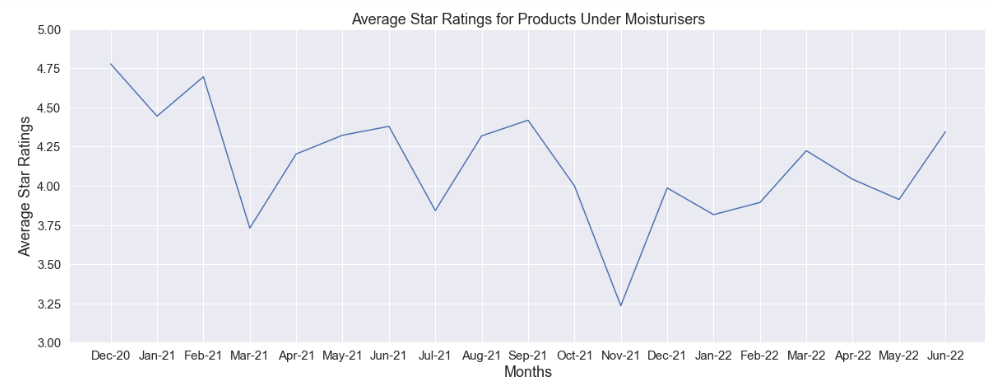 Average Star Ratings for Products Under Moisturisers
Average Star Ratings
5.00
4.75
4.50
4.25
4.00
3.75
3.50
3.25
3.00
Dec-20 Jan-21 Feb-21 Mar-21 Apr-21 May-21 Jun-21 Jul-21 Aug-21 Sep-21 Oct-21 Nov-21 Dec-21 Jan-22 Feb-22 Mar-22 Apr-22 May-22 Jun-22
Months